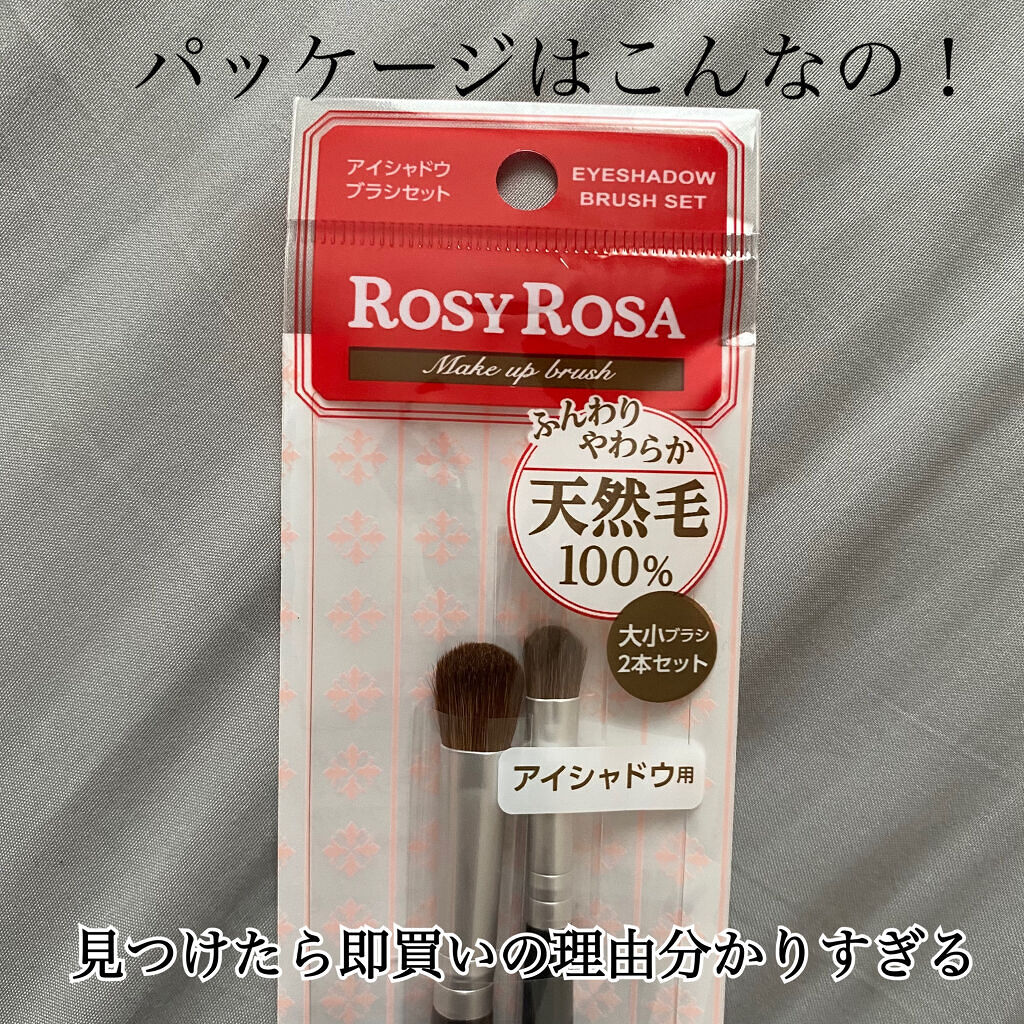 パッケージはこんなの！
アイシャドウ
ブラシセット
EYESHADOW
BRUSH SET
ROSY ROSA
Make up brush
ふんわり
やわらか
天然毛
100%
大小ブラシ
2本セット
アイシャドウ用
見つけたら即買いの理由分かりすぎる